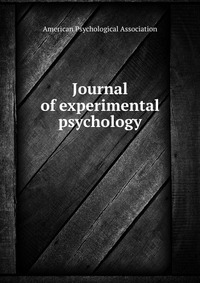 American Psychological Association
Journal
of experimental
psychology